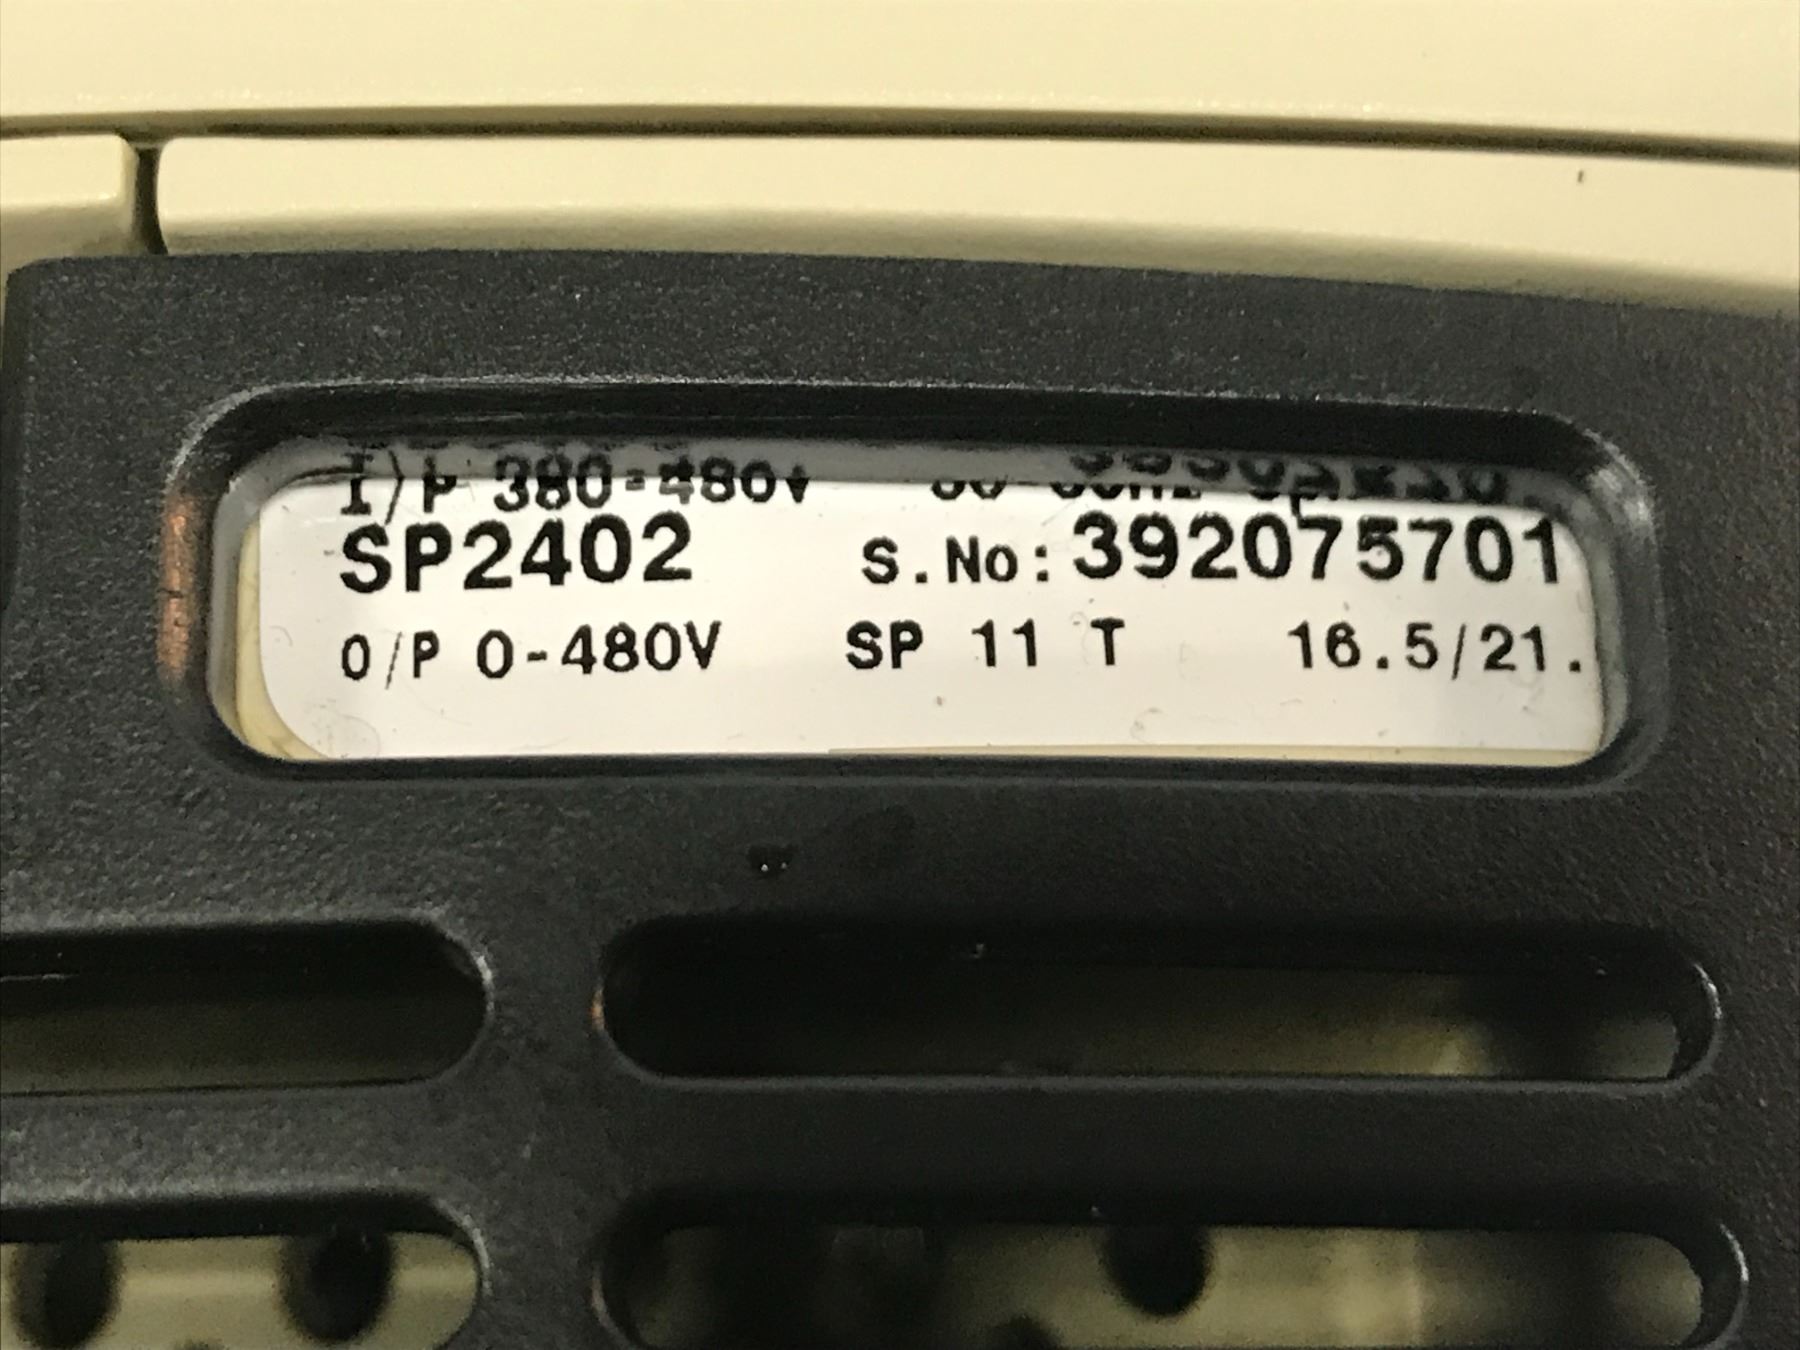 I/P 380-480V
SP2402 S.No: 392075701
O/P 0-480V SP 11 T 16.5/21.